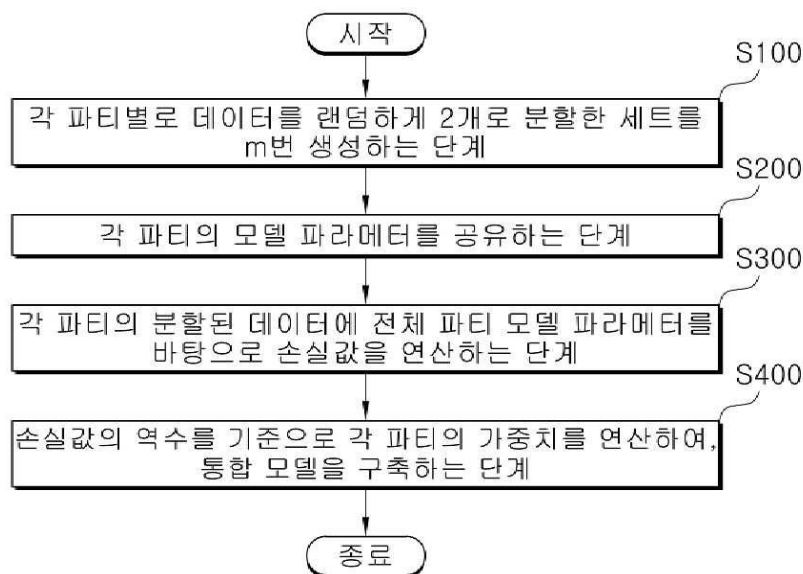 시작
S100
각 파티별로 데이터를 랜덤하게 2개로 분할한 세트를
m번 생성하는 단계
S200
각 파티의 모델 파라메터를 공유하는 단계
S300
각 파티의 분할된 데이터에 전체 파티 모델 파라메터를
바탕으로 손실값을 연산하는 단계
S400
손실값의 역수를 기준으로 각 파티의 가중치를 연산하여,
통합 모델을 구축하는 단계
종료